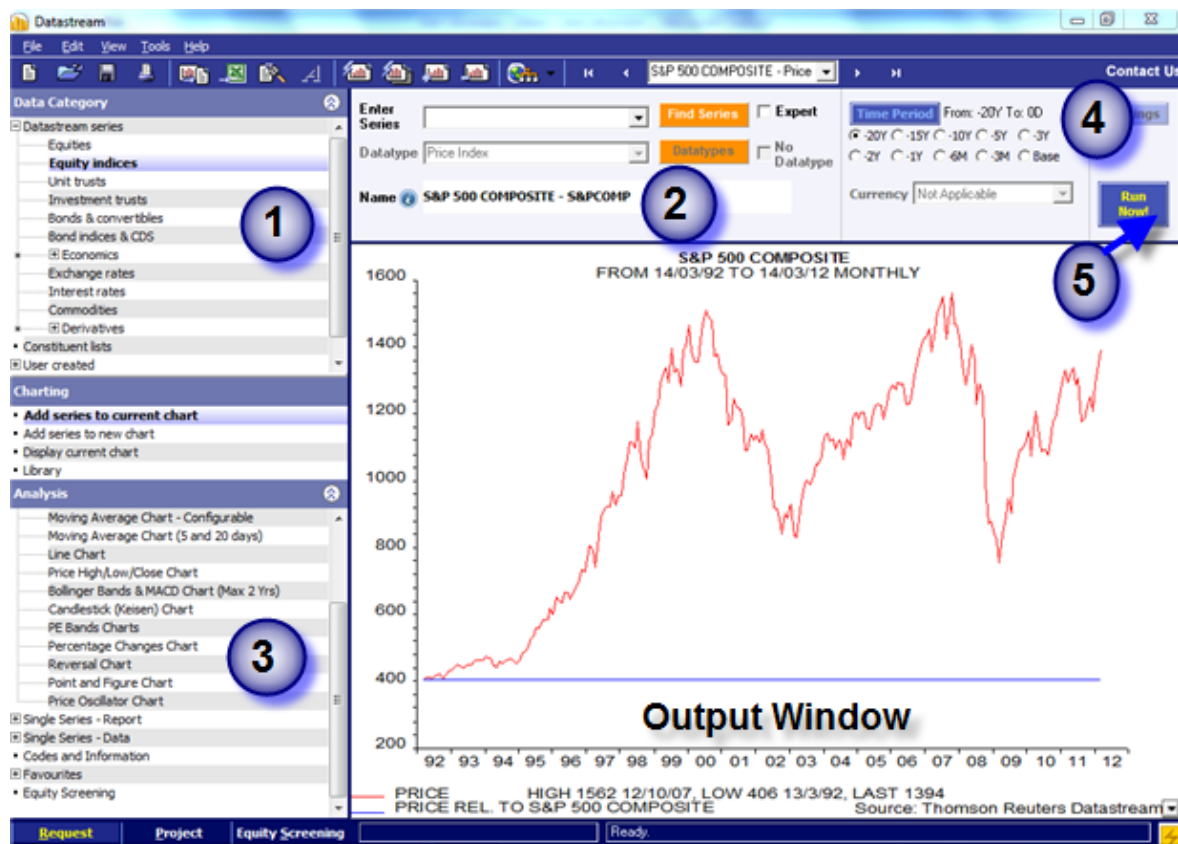 Datastream
File Edit View Tools Help
S&P 500 COMPOSITE - Price
Contact Us
Data Category
Datastream series
Equities
Equity indices
Unit trusts
Investment trusts
Bonds & convertibles
Bond indices & CDS
Economics
Exchange rates
Interest rates
Commodities
Derivatives
Constituent lists
User created
1
Charting
Add series to current chart
Add series to new chart
Display current chart
Library
Analysis
Moving Average Chart - Configurable
Moving Average Chart (5 and 20 days)
Line Chart
Price High/Low/Close Chart
Bollinger Bands & MACD Chart (Max 2 Yrs)
Candlestick (Keisen) Chart
PE Bands Charts
Percentage Changes Chart
Reversal Chart
Point and Figure Chart
Price Oscillator Chart
Single Series - Report
Single Series - Data
Codes and Information
Favourites
Equity Screening
3
Enter Series
Find Series
Expert
Datatype Price Index
Datatypes
No Datatype
Name S&P 500 COMPOSITE - S&PCOMP
2
Time Period From: -20Y To: 0D
-20Y -15Y -10Y -5Y -3Y
-2Y -1Y -6M -3M Base
Currency Not Applicable
4
Run Now!
5
S&P 500 COMPOSITE
FROM 14/03/92 TO 14/03/12 MONTHLY
1600
1400
1200
1000
800
600
400
200
Output Window
92 93 94 95 96 97 98 99 00 01 02 03 04 05 06 07 08 09 10 11 12
PRICE HIGH 1562 12/10/07, LOW 406 13/3/92, LAST 1394
PRICE REL. TO S&P 500 COMPOSITE Source: Thomson Reuters Datastream
Request Project Equity Screening Ready.